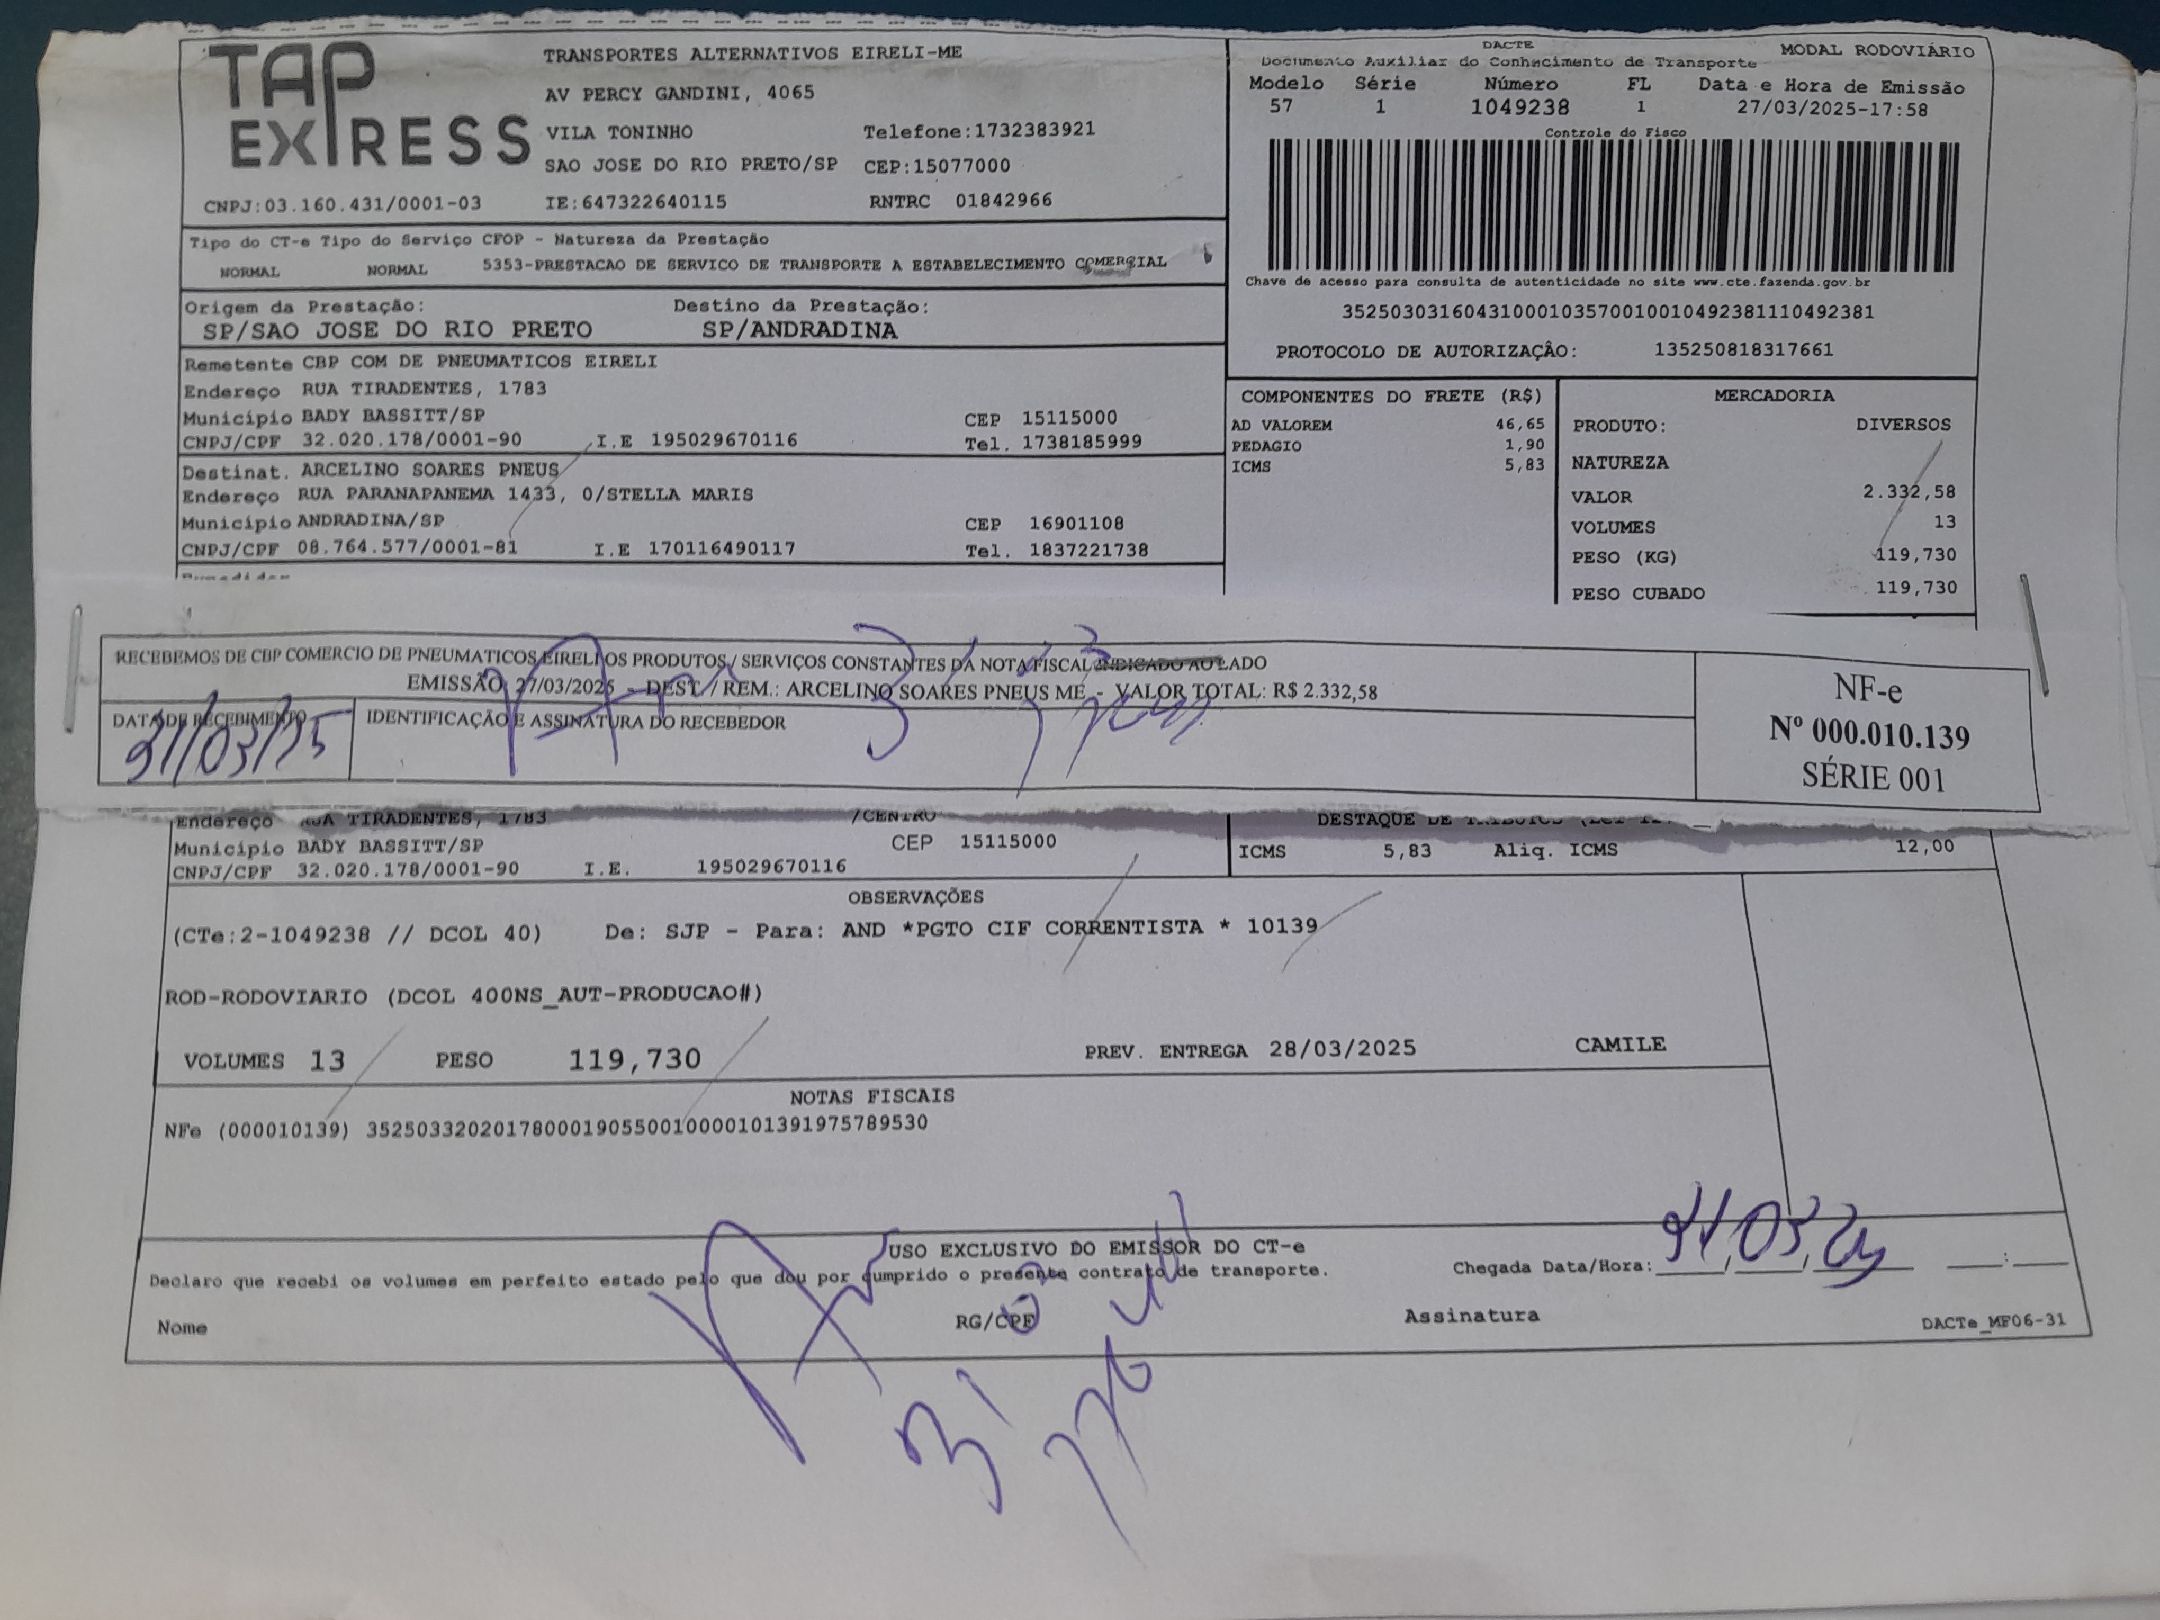 TAP EXPRESS
TRANSPORTES ALTERNATIVOS EIRELI-ME
AV PERCY GANDINI, 4065
VILA TONINHO Telefone:1732383921
SAO JOSE DO RIO PRETO/SP CEP:15077000
CNPJ:03.160.431/0001-03 IE:647322640115 RNTRC 01842966
DACTE MODAL RODOVIÁRIO
Documento Auxiliar do Conhecimento de Transporte
Modelo Série Número FL Data e Hora de Emissão
57 1 1049238 1 27/03/2025-17:58
Controle do Fisco
Chave de acesso para consulta de autenticidade no site www.cte.fazenda.gov.br
35250303160431000103570010010492381110492381
PROTOCOLO DE AUTORIZAÇÂO: 135250818317661
Tipo do CT-e Tipo do Serviço CFOP - Natureza da Prestação
NORMAL NORMAL 5353-PRESTACAO DE SERVICO DE TRANSPORTE A ESTABELECIMENTO COMERCIAL
Origem da Prestação: Destino da Prestação:
SP/SAO JOSE DO RIO PRETO SP/ANDRADINA
Remetente CBP COM DE PNEUMATICOS EIRELI
Endereço RUA TIRADENTES, 1783
Município BADY BASSITT/SP CEP 15115000
CNPJ/CPF 32.020.178/0001-90 I.E 195029670116 Tel. 1738185999
Destinat. ARCELINO SOARES PNEUS
Endereço RUA PARANAPANEMA 1433, 0/STELLA MARIS
Município ANDRADINA/SP CEP 16901108
CNPJ/CPF 08.764.577/0001-81 I.E 170116490117 Tel. 1837221738
COMPONENTES DO FRETE (R$)
AD VALOREM 46,65
PEDAGIO 1,90
ICMS 5,83
MERCADORIA
PRODUTO: DIVERSOS
NATUREZA
VALOR 2.332,58
VOLUMES 13
PESO (KG) 119,730
PESO CUBADO 119,730
RECEBEMOS DE CBP COMERCIO DE PNEUMATICOS EIRELI OS PRODUTOS / SERVIÇOS CONSTANTES DA NOTA FISCAL INDICADO AO LADO
EMISSÃO 27/03/2025 - DEST. / REM.: ARCELINO SOARES PNEUS ME - VALOR TOTAL: R$ 2.332,58
DATA DE RECEBIMENTO IDENTIFICAÇÃO E ASSINATURA DO RECEBEDOR
31/03/25
NF-e
Nº 000.010.139
SÉRIE 001
Endereço RUA TIRADENTES, 1783 /CENTRO
Município BADY BASSITT/SP CEP 15115000
CNPJ/CPF 32.020.178/0001-90 I.E. 195029670116
DESTAQUE DE
ICMS 5,83 Aliq. ICMS 12,00
OBSERVAÇÕES
(CTe:2-1049238 // DCOL 40) De: SJP - Para: AND *PGTO CIF CORRENTISTA * 10139
ROD-RODOVIARIO (DCOL 400NS_AUT-PRODUCAO#)
VOLUMES 13 PESO 119,730 PREV. ENTREGA 28/03/2025 CAMILE
NOTAS FISCAIS
NFe (000010139) 35250332020178000190550010000101391975789530
USO EXCLUSIVO DO EMISSOR DO CT-e
Declaro que recebi os volumes em perfeito estado pelo que dou por cumprido o presente contrato de transporte. Chegada Data/Hora: 31/03/25 :
Nome RG/CPF Assinatura DACTe_MF06-31